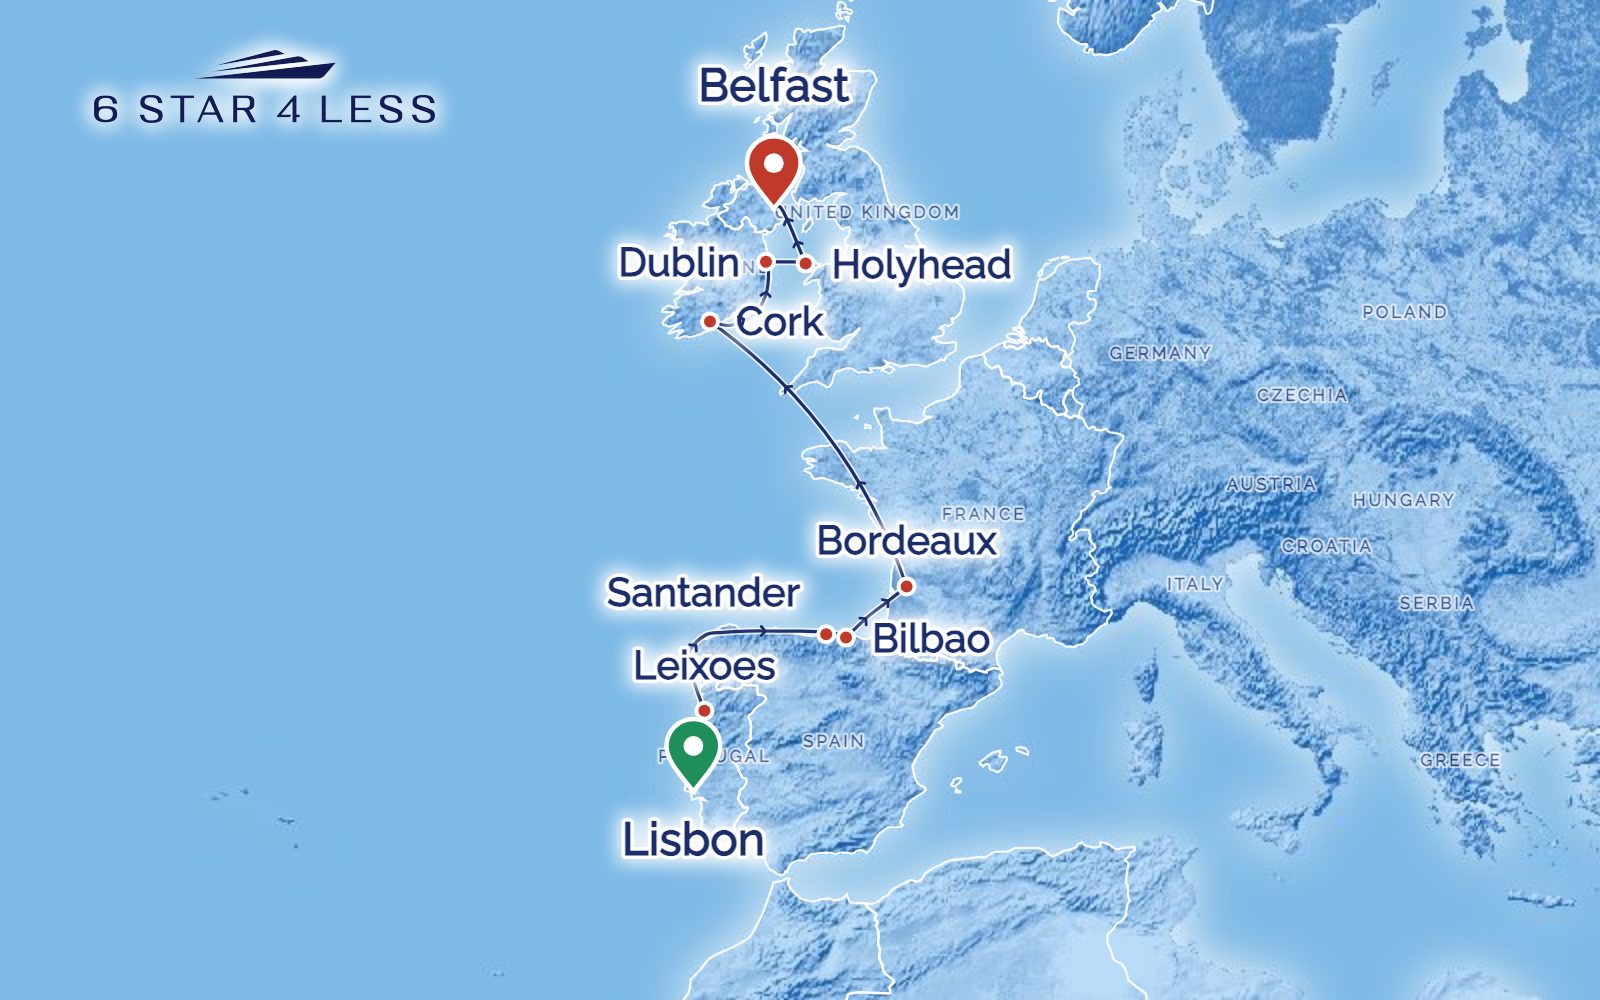 6 STAR 4 LESS
Belfast
UNITED KINGDOM
Dublin
Holyhead
Cork
POLAND
GERMANY
CZECHIA
AUSTRIA
HUNGARY
FRANCE
Bordeaux
CROATIA
ITALY
Santander
SERBIA
Bilbao
Leixoes
SPAIN
GREECE
Lisbon